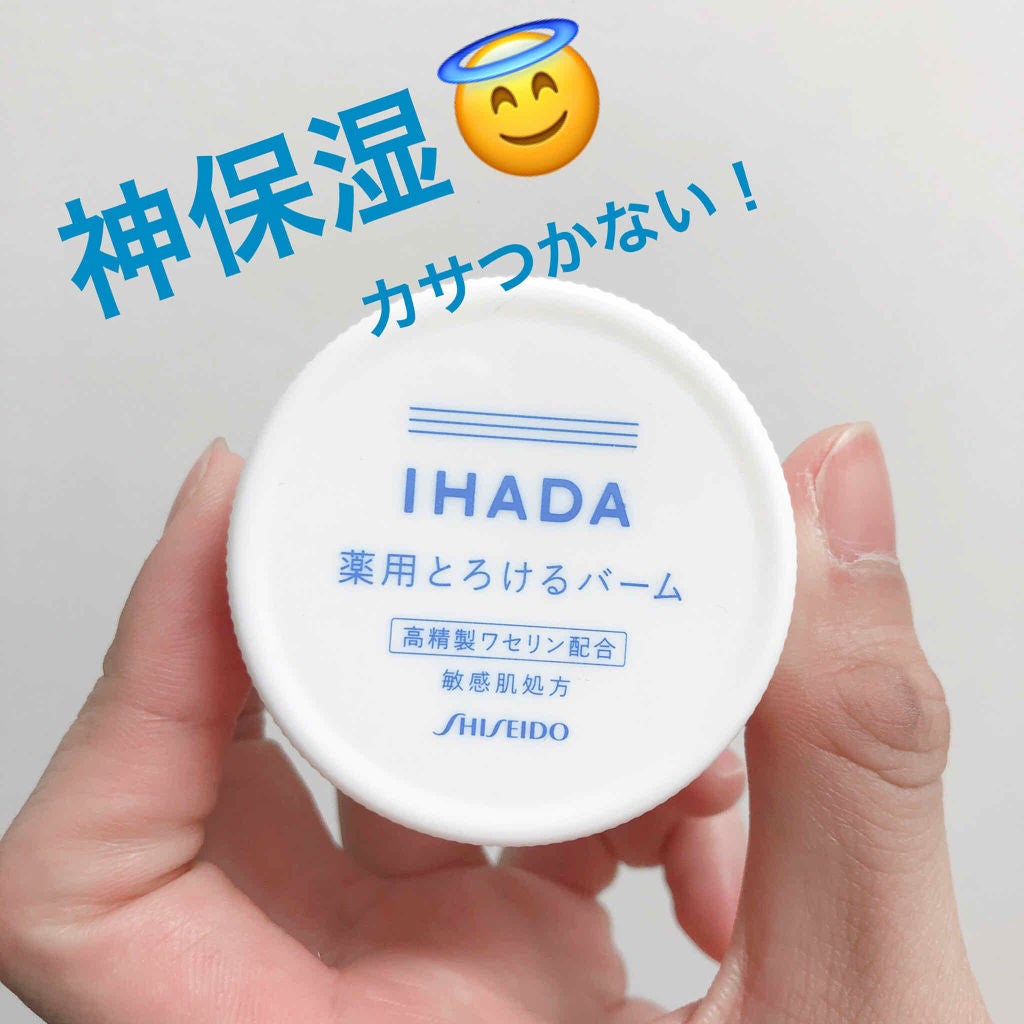 神保湿😇
カサつかない！
IHADA
薬用とろけるバーム
高精製ワセリン配合
敏感肌処方
SHISEIDO